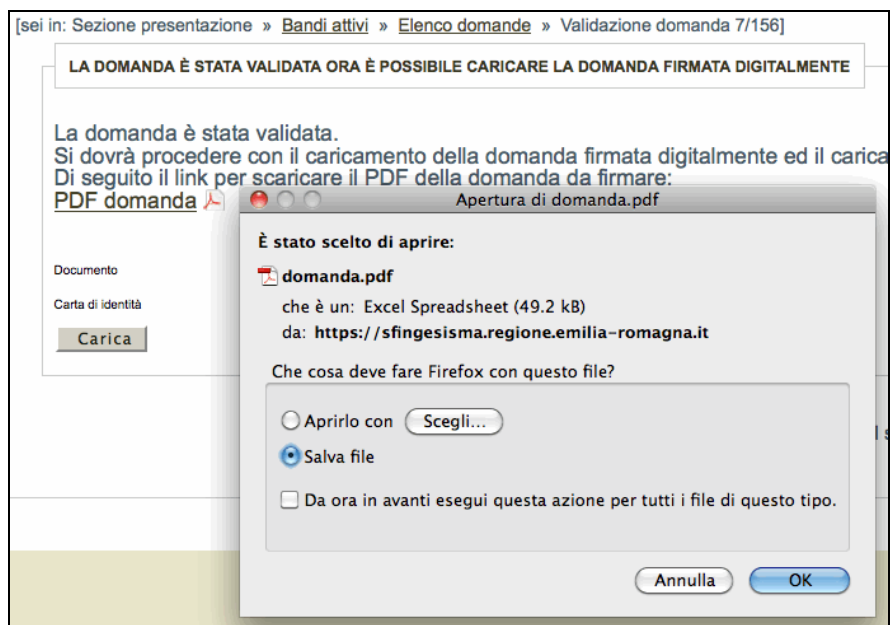 [sei in: Sezione presentazione » Bandi attivi » Elenco domande » Validazione domanda 7/156]
LA DOMANDA È STATA VALIDATA ORA È POSSIBILE CARICARE LA DOMANDA FIRMATA DIGITALMENTE
La domanda è stata validata.
Si dovrà procedere con il caricamento della domanda firmata digitalmente ed il carica
Di seguito il link per scaricare il PDF della domanda da firmare:
PDF domanda
Apertura di domanda.pdf
È stato scelto di aprire:
domanda.pdf
che è un: Excel Spreadsheet (49.2 kB)
da: https://sfingesisma.regione.emilia-romagna.it
Che cosa deve fare Firefox con questo file?
Aprirlo con Scegli...
Salva file
Da ora in avanti esegui questa azione per tutti i file di questo tipo.
Annulla OK
Documento
Carta di identità
Carica